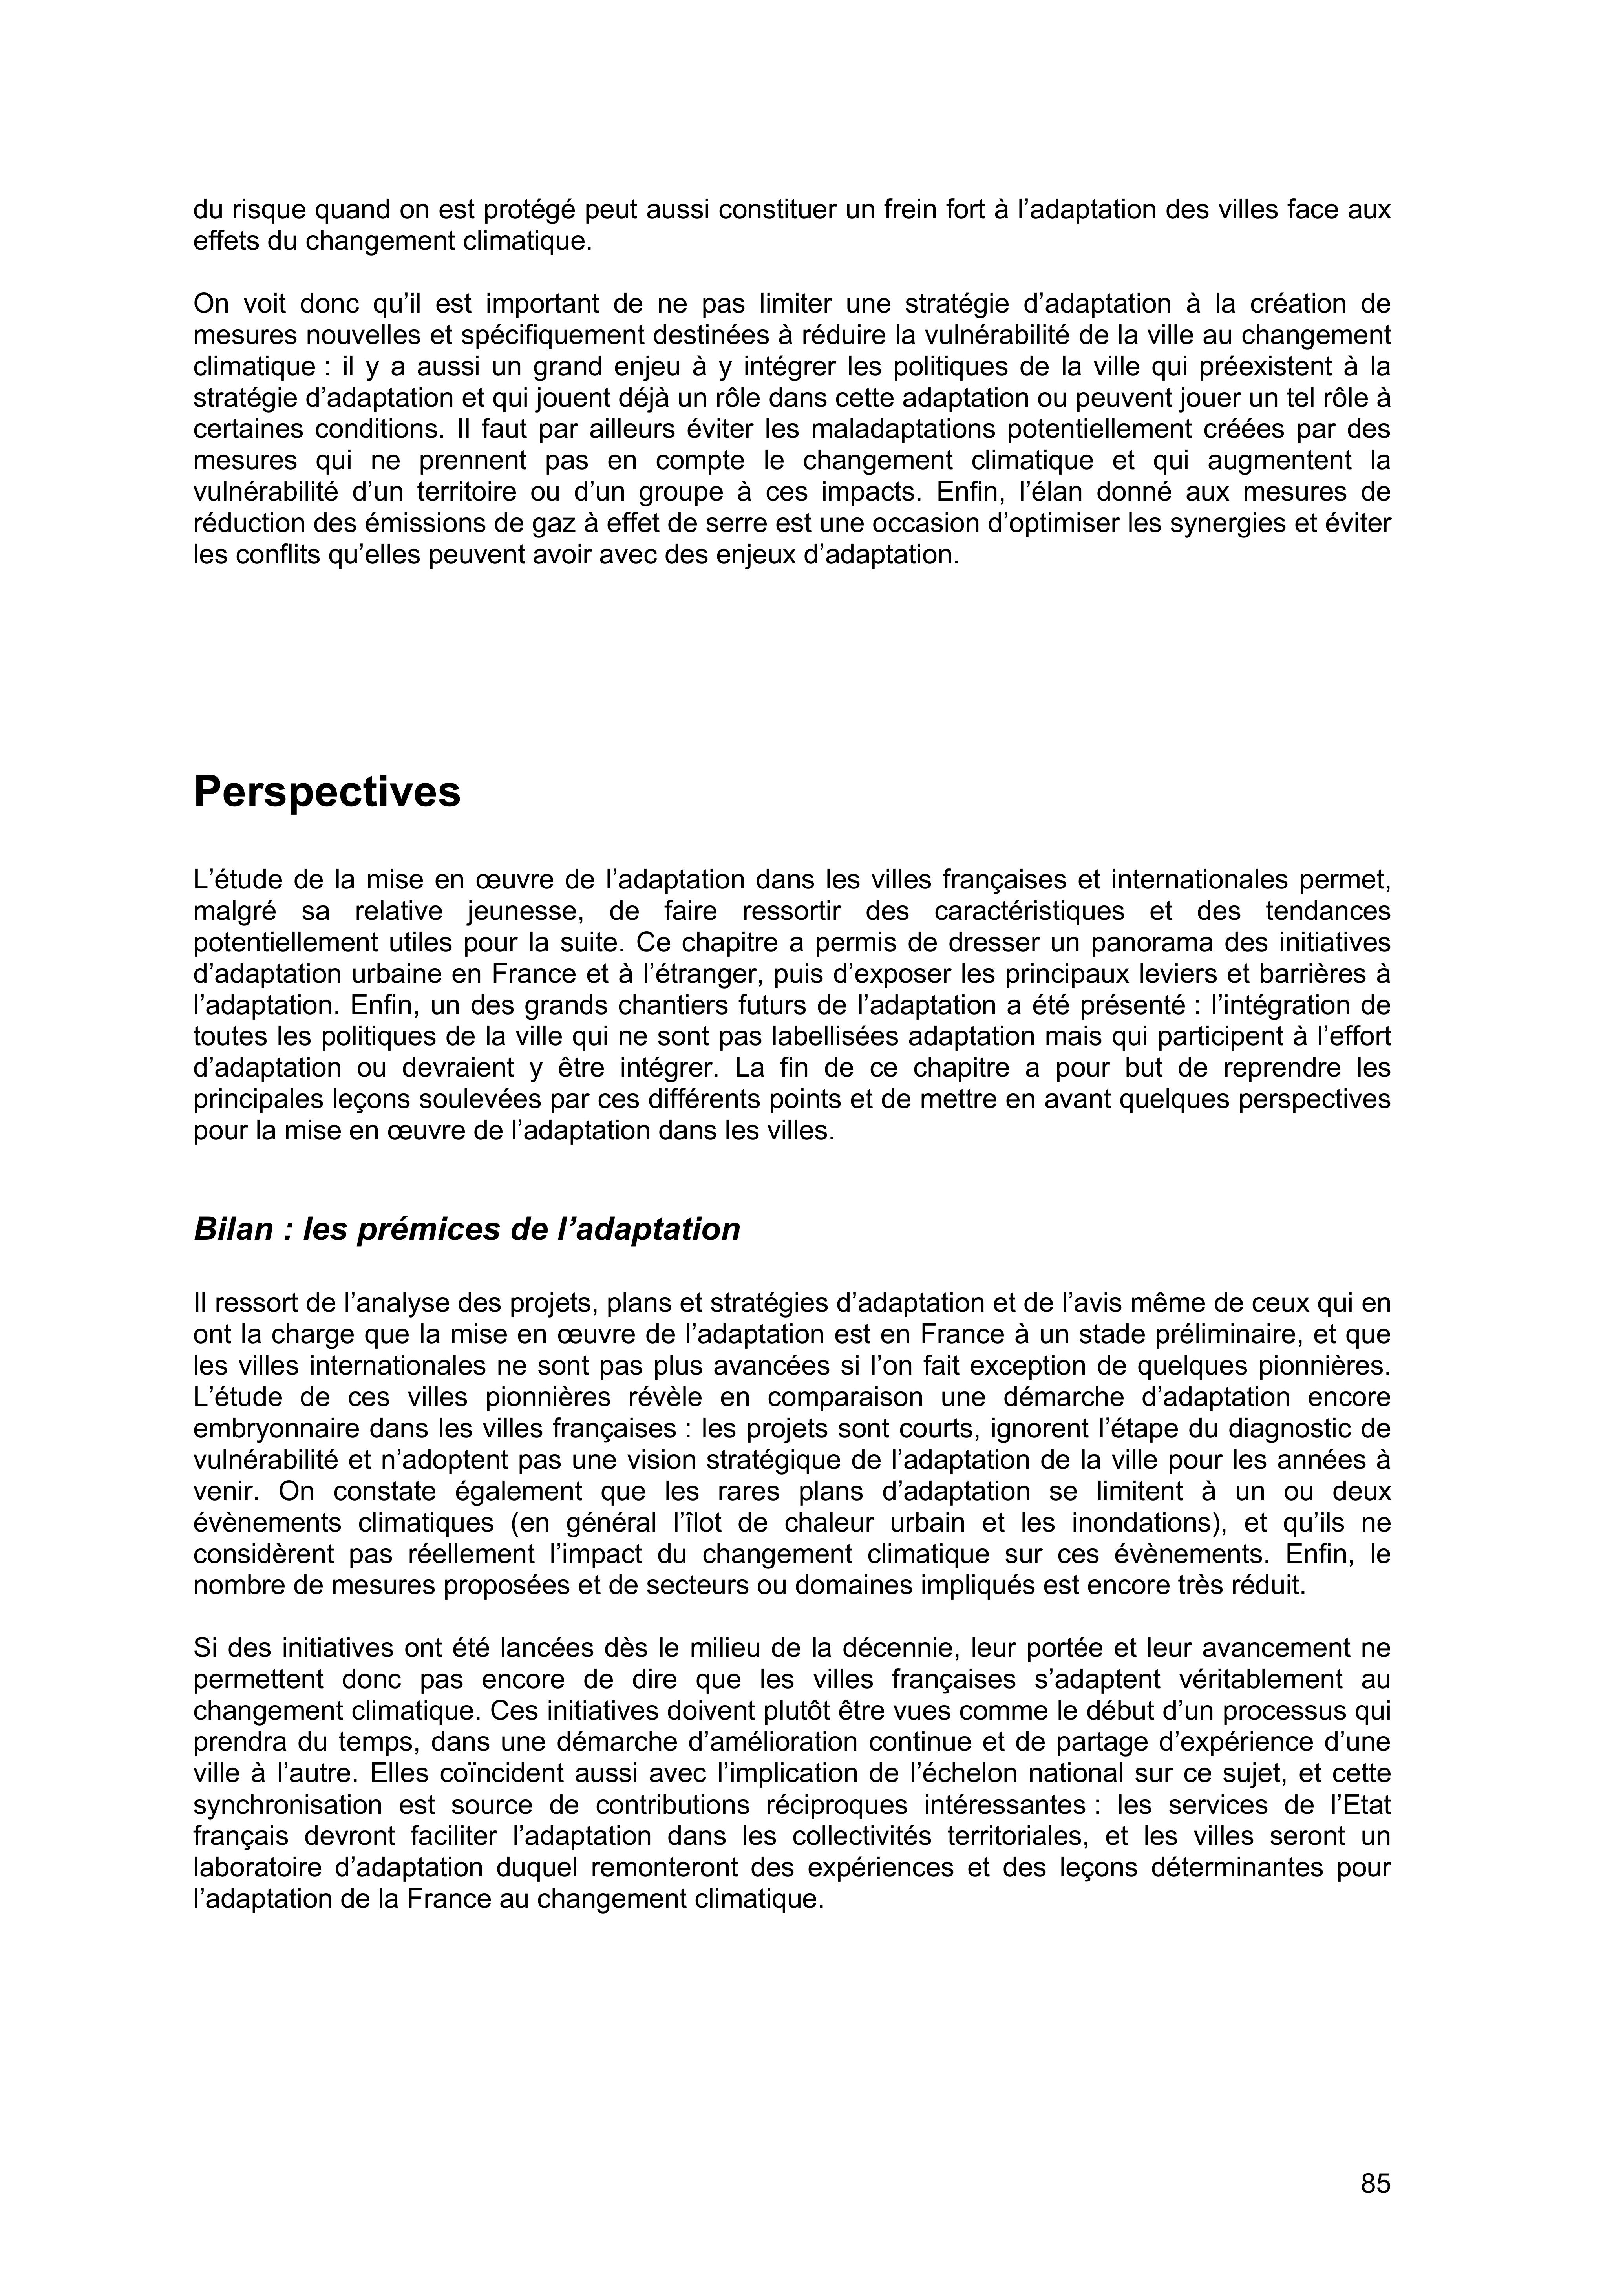 du risque quand on est protégé peut aussi constituer un frein fort à l’adaptation des villes face aux
effets du changement climatique.
On voit donc qu’il est important de ne pas limiter une stratégie d’adaptation à la création de
mesures nouvelles et spécifiquement destinées à réduire la vulnérabilité de la ville au changement
climatique : il y a aussi un grand enjeu à y intégrer les politiques de la ville qui préexistent à la
stratégie d’adaptation et qui jouent déjà un rôle dans cette adaptation ou peuvent jouer un tel rôle à
certaines conditions. Il faut par ailleurs éviter les maladaptations potentiellement créées par des
mesures qui ne prennent pas en compte le changement climatique et qui augmentent la
vulnérabilité d’un territoire ou d’un groupe à ces impacts. Enfin, l’élan donné aux mesures de
réduction des émissions de gaz à effet de serre est une occasion d’optimiser les synergies et éviter
les conflits qu’elles peuvent avoir avec des enjeux d’adaptation.
Perspectives
L’étude de la mise en œuvre de l’adaptation dans les villes françaises et internationales permet,
malgré sa relative jeunesse, de faire ressortir des caractéristiques et des tendances
potentiellement utiles pour la suite. Ce chapitre a permis de dresser un panorama des initiatives
d’adaptation urbaine en France et à l’étranger, puis d’exposer les principaux leviers et barrières à
l’adaptation. Enfin, un des grands chantiers futurs de l’adaptation a été présenté : l’intégration de
toutes les politiques de la ville qui ne sont pas labellisées adaptation mais qui participent à l’effort
d’adaptation ou devraient y être intégrer. La fin de ce chapitre a pour but de reprendre les
principales leçons soulevées par ces différents points et de mettre en avant quelques perspectives
pour la mise en œuvre de l’adaptation dans les villes.
Bilan : les prémices de l’adaptation
Il ressort de l’analyse des projets, plans et stratégies d’adaptation et de l’avis même de ceux qui en
ont la charge que la mise en œuvre de l’adaptation est en France à un stade préliminaire, et que
les villes internationales ne sont pas plus avancées si l’on fait exception de quelques pionnières.
L’étude de ces villes pionnières révèle en comparaison une démarche d’adaptation encore
embryonnaire dans les villes françaises : les projets sont courts, ignorent l’étape du diagnostic de
vulnérabilité et n’adoptent pas une vision stratégique de l’adaptation de la ville pour les années à
venir. On constate également que les rares plans d’adaptation se limitent à un ou deux
évènements climatiques (en général l’îlot de chaleur urbain et les inondations), et qu’ils ne
considèrent pas réellement l’impact du changement climatique sur ces évènements. Enfin, le
nombre de mesures proposées et de secteurs ou domaines impliqués est encore très réduit.
Si des initiatives ont été lancées dès le milieu de la décennie, leur portée et leur avancement ne
permettent donc pas encore de dire que les villes françaises s’adaptent véritablement au
changement climatique. Ces initiatives doivent plutôt être vues comme le début d’un processus qui
prendra du temps, dans une démarche d’amélioration continue et de partage d’expérience d’une
ville à l’autre. Elles coïncident aussi avec l’implication de l’échelon national sur ce sujet, et cette
synchronisation est source de contributions réciproques intéressantes : les services de l’Etat
français devront faciliter l’adaptation dans les collectivités territoriales, et les villes seront un
laboratoire d’adaptation duquel remonteront des expériences et des leçons déterminantes pour
l’adaptation de la France au changement climatique.
85